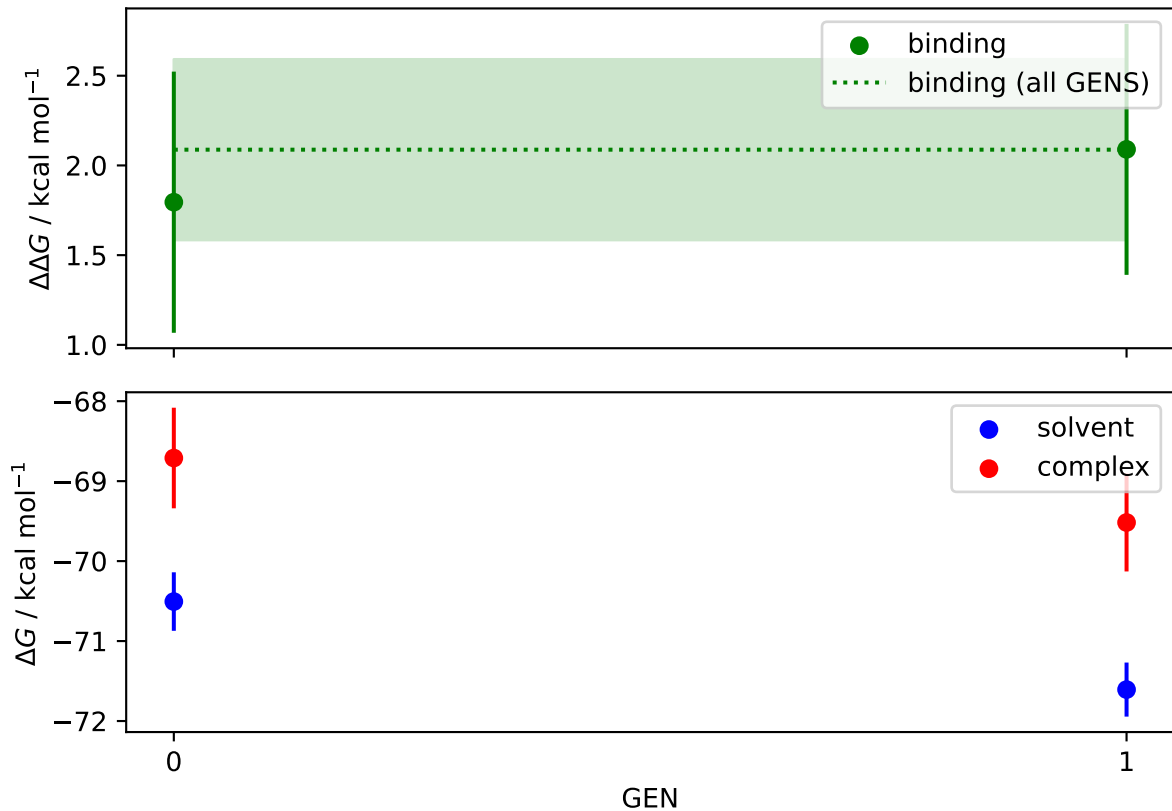 ΔΔG / kcal mol⁻¹
2.5
2.0
1.5
1.0
binding
binding (all GENS)
ΔG / kcal mol⁻¹
−68
−69
−70
−71
−72
solvent
complex
0
1
GEN